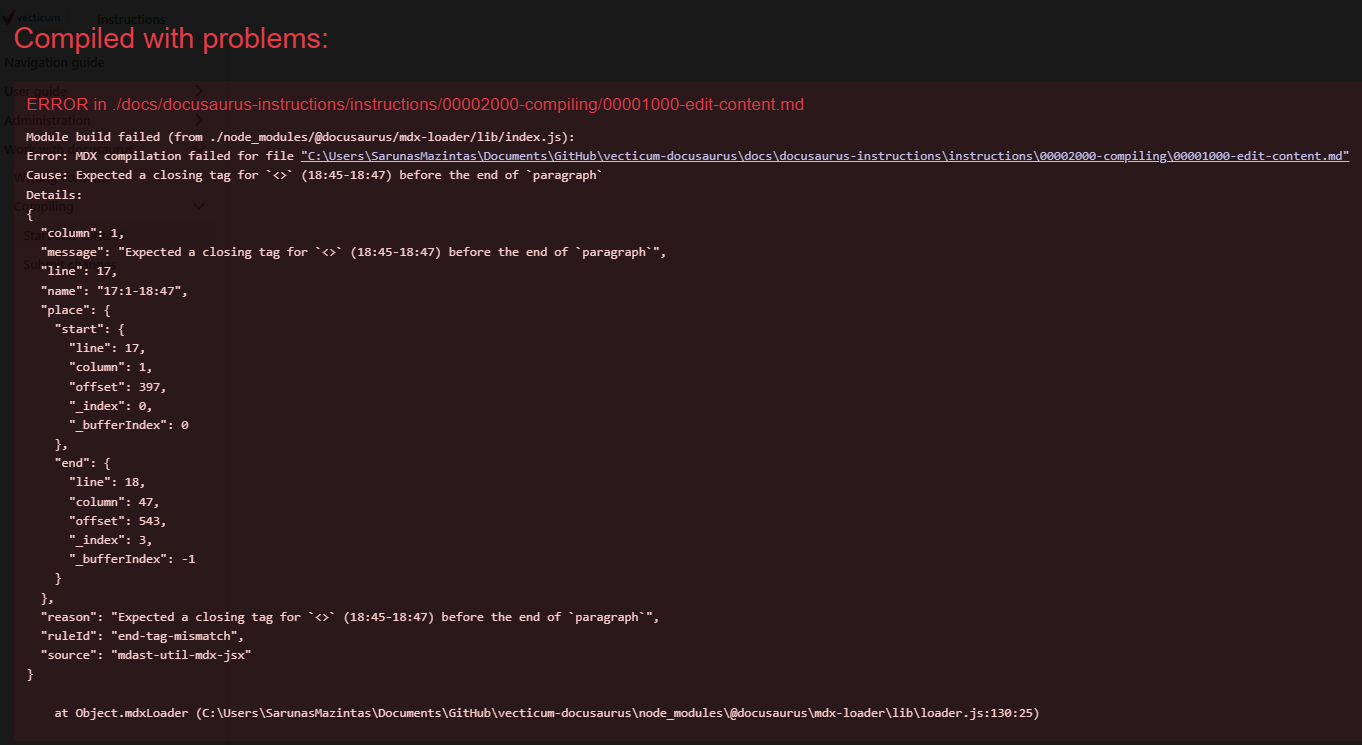 vecticum Instructions
Compiled with problems:
Navigation guide
User guide
ERROR in ./docs/docusaurus-instructions/instructions/00002000-compiling/00001000-edit-content.md
Administration
Module build failed (from ./node_modules/@docusaurus/mdx-loader/lib/index.js):
Work with docusaurus
Error: MDX compilation failed for file "C:\Users\SarunasMazintas\Documents\GitHub\vecticum-docusaurus\docs\docusaurus-instructions\instructions\00002000-compiling\00001000-edit-content.md"
Cause: Expected a closing tag for `<>` (18:45-18:47) before the end of `paragraph`
Details:
Compiling
{
  "column": 1,
  "message": "Expected a closing tag for `<>` (18:45-18:47) before the end of `paragraph`",
  "line": 17,
  "name": "17:1-18:47",
  "place": {
    "start": {
      "line": 17,
      "column": 1,
      "offset": 397,
      "_index": 0,
      "_bufferIndex": 0
    },
    "end": {
      "line": 18,
      "column": 47,
      "offset": 543,
      "_index": 3,
      "_bufferIndex": -1
    }
  },
  "reason": "Expected a closing tag for `<>` (18:45-18:47) before the end of `paragraph`",
  "ruleId": "end-tag-mismatch",
  "source": "mdast-util-mdx-jsx"
}
    at Object.mdxLoader (C:\Users\SarunasMazintas\Documents\GitHub\vecticum-docusaurus\node_modules\@docusaurus\mdx-loader\lib\loader.js:130:25)